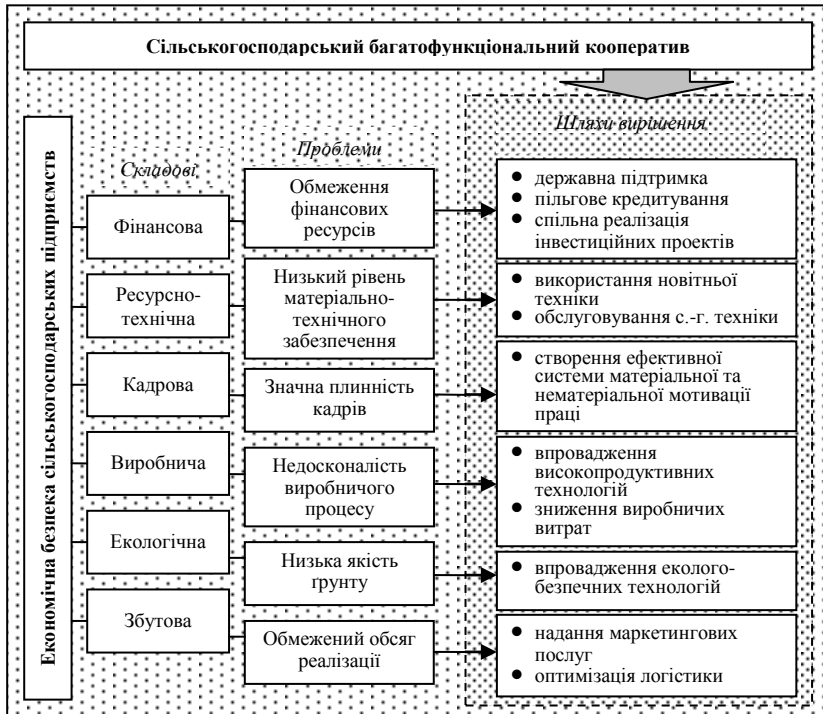 Сільськогосподарський багатофункціональний кооператив
Економічна безпека сільськогосподарських підприємств
Складові
Фінансова
Ресурсно-
технічна
Кадрова
Виробнича
Екологічна
Збутова
Проблеми
Обмеження
фінансових
ресурсів
Низький рівень
матеріально-
технічного
забезпечення
Значна плинність
кадрів
Недосконалість
виробничого
процесу
Низька якість
ґрунту
Обмежений обсяг
реалізації
Шляхи вирішення
● державна підтримка
● пільгове кредитування
● спільна реалізація
інвестиційних проектів
● використання новітньої
техніки
● обслуговування с.-г. техніки
● створення ефективної
системи матеріальної та
нематеріальної мотивації
праці
● впровадження
високопродуктивних
технологій
● зниження виробничих
витрат
● впровадження еколого-
безпечних технологій
● надання маркетингових
послуг
● оптимізація логістики